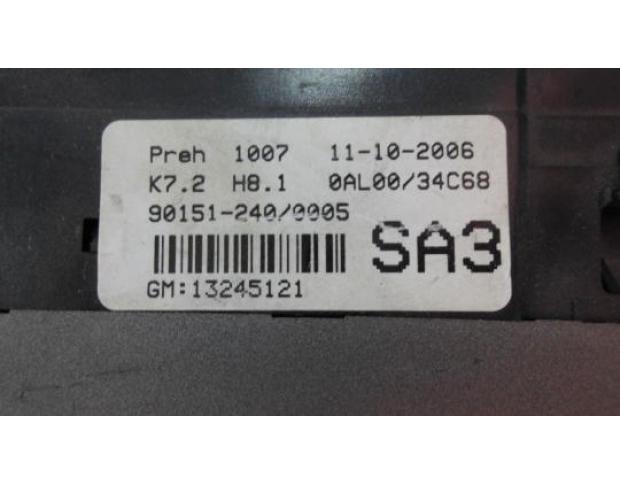 Preh 1007 11-10-2006
K7.2 H8.1 0AL00/34C68
90151-240/0005
SA3
GM:13245121